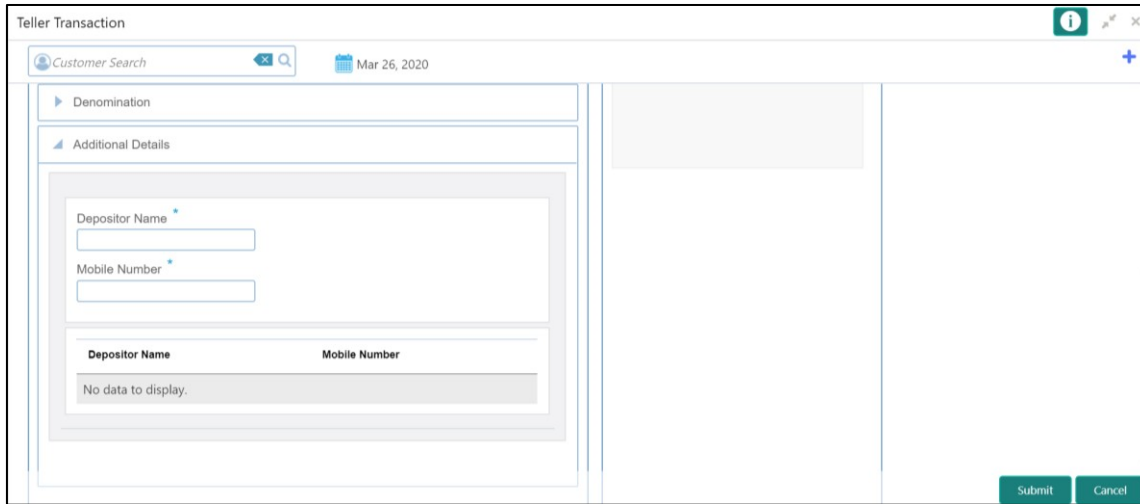 Teller Transaction
Customer Search
Mar 26, 2020
Denomination
Additional Details
Depositor Name *
Mobile Number *
Depositor Name Mobile Number
No data to display.
Submit Cancel